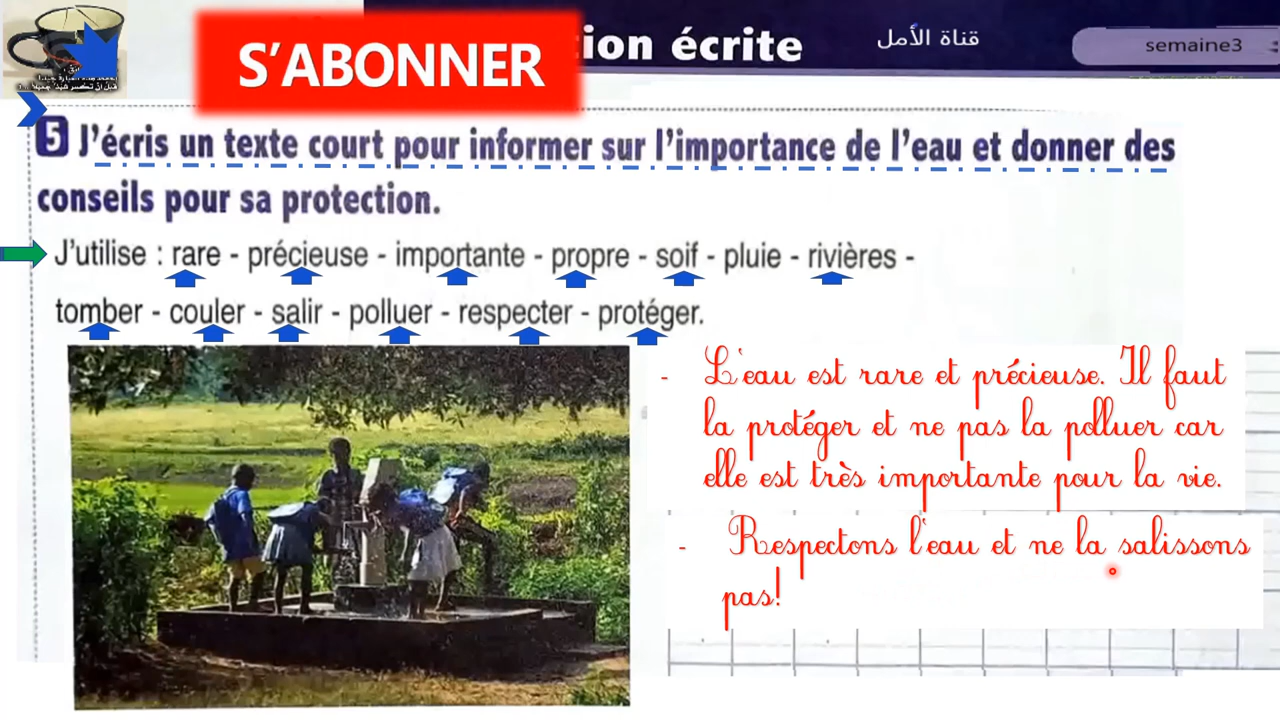 S'ABONNER
ion écrite
قناة الأمل
semaine3
5 J'écris un texte court pour informer sur l'importance de l'eau et donner des
conseils pour sa protection.
J'utilise : rare - précieuse - importante - propre - soif - pluie - rivières -
tomber - couler - salir - polluer - respecter - protéger.
- L'eau est rare et précieuse. Il faut
la protéger et ne pas la polluer car
elle est très importante pour la vie.
- Respectons l'eau et ne la salissons
pas!